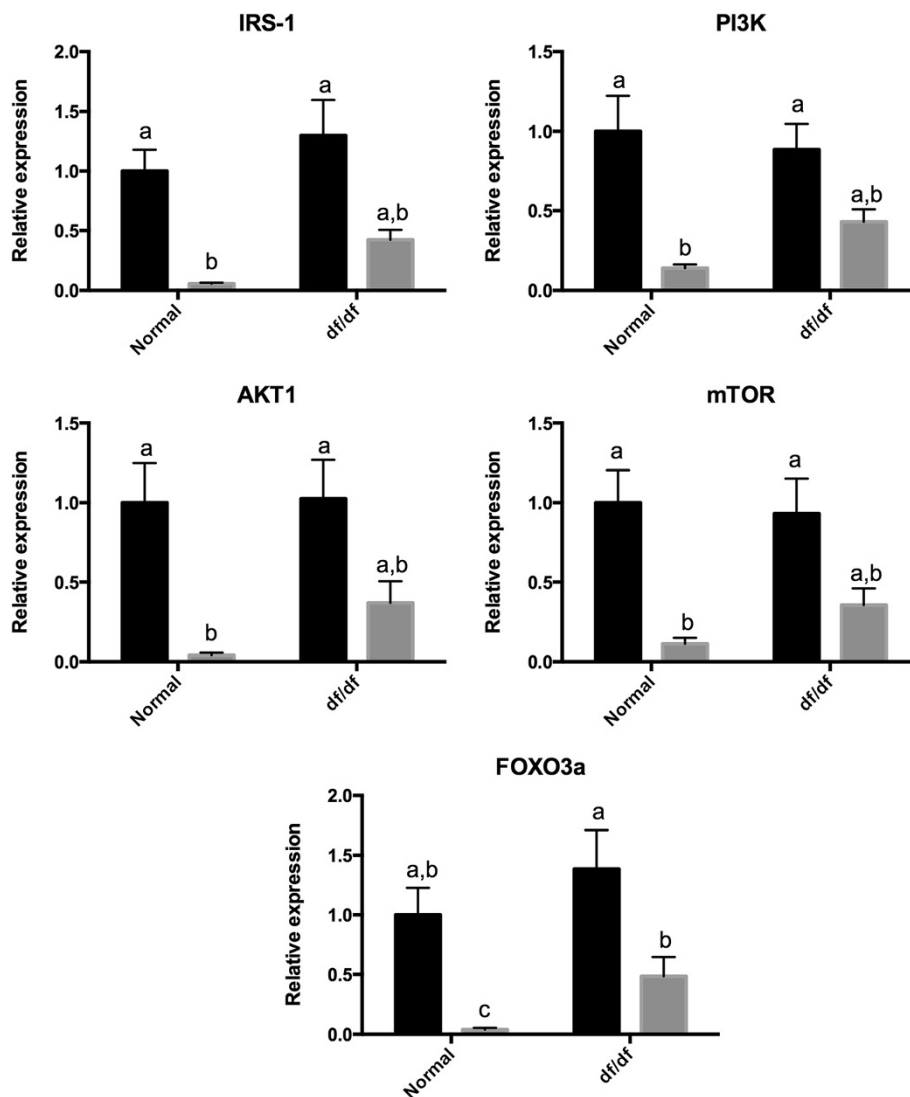 IRS-1
Relative expression
2.0
1.5
1.0
0.5
0.0
a
b
a
a,b
Normal
df/df
PI3K
Relative expression
1.5
1.0
0.5
0.0
a
b
a
a,b
Normal
df/df
AKT1
Relative expression
1.5
1.0
0.5
0.0
a
b
a
a,b
Normal
df/df
mTOR
Relative expression
1.5
1.0
0.5
0.0
a
b
a
a,b
Normal
df/df
FOXO3a
Relative expression
2.0
1.5
1.0
0.5
0.0
a,b
c
a
b
Normal
df/df